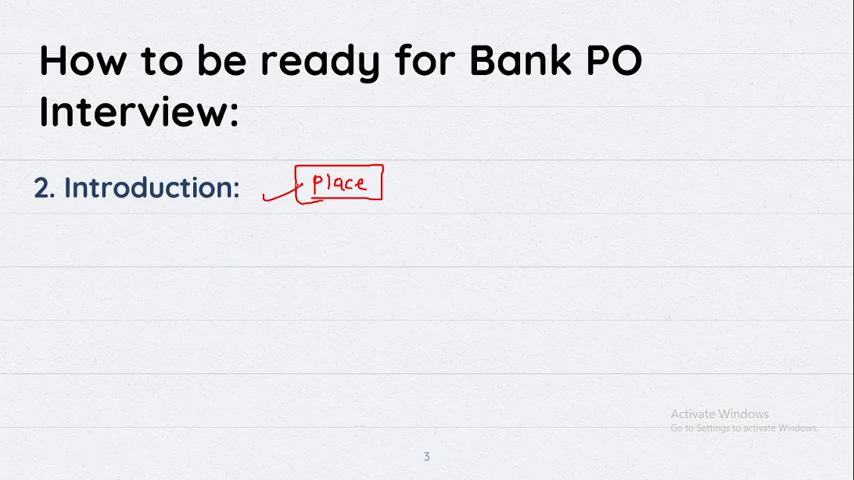 How to be ready for Bank PO
Interview:
2. Introduction: place
Activate Windows
Go to Settings to activate Windows.
3